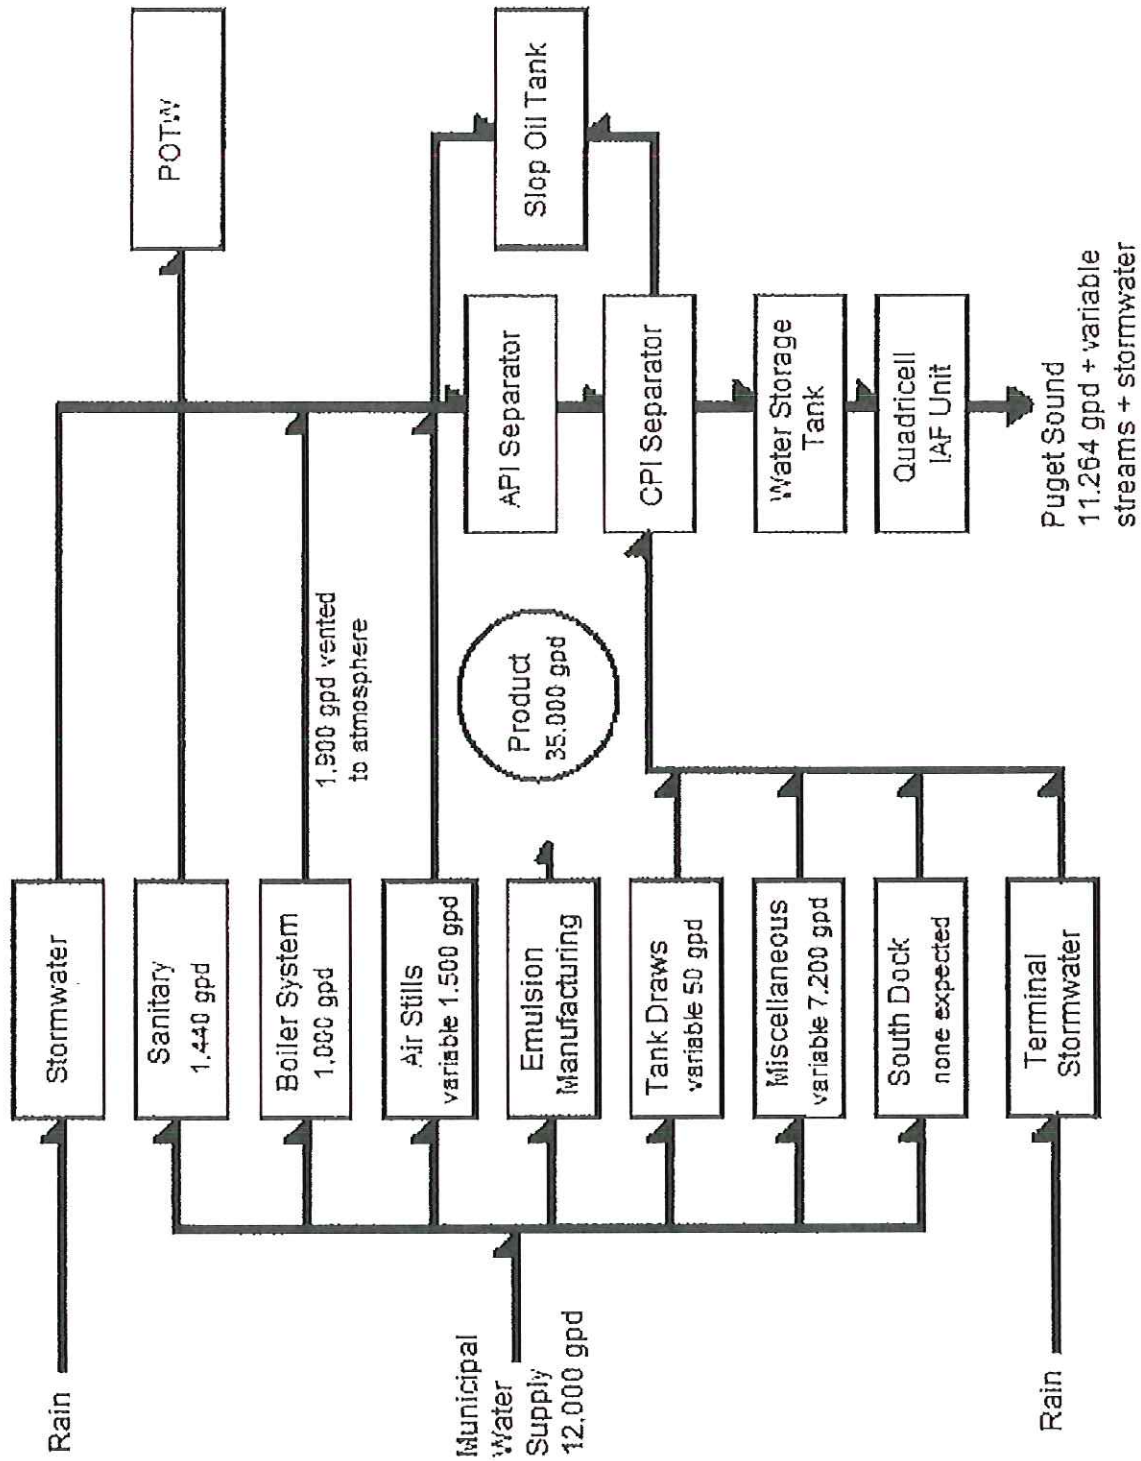 Rain
Municipal
Water
Supply
12,000 gpd
Rain
Stormwater
Sanitary
1,440 gpd
Boiler System
1,000 gpd
Air Stills
variable 1,500 gpd
Emulsion
Manufacturing
Tank Draws
variable 50 gpd
Miscellaneous
variable 7,200 gpd
South Dock
none expected
Terminal
Stormwater
1,900 gpd vented
to atmosphere
Product
35,000 gpd
API Separator
CPI Separator
Water Storage
Tank
Quadricell
IAF Unit
POTW
Slop Oil Tank
Puget Sound
11,264 gpd + variable
streams + stormwater